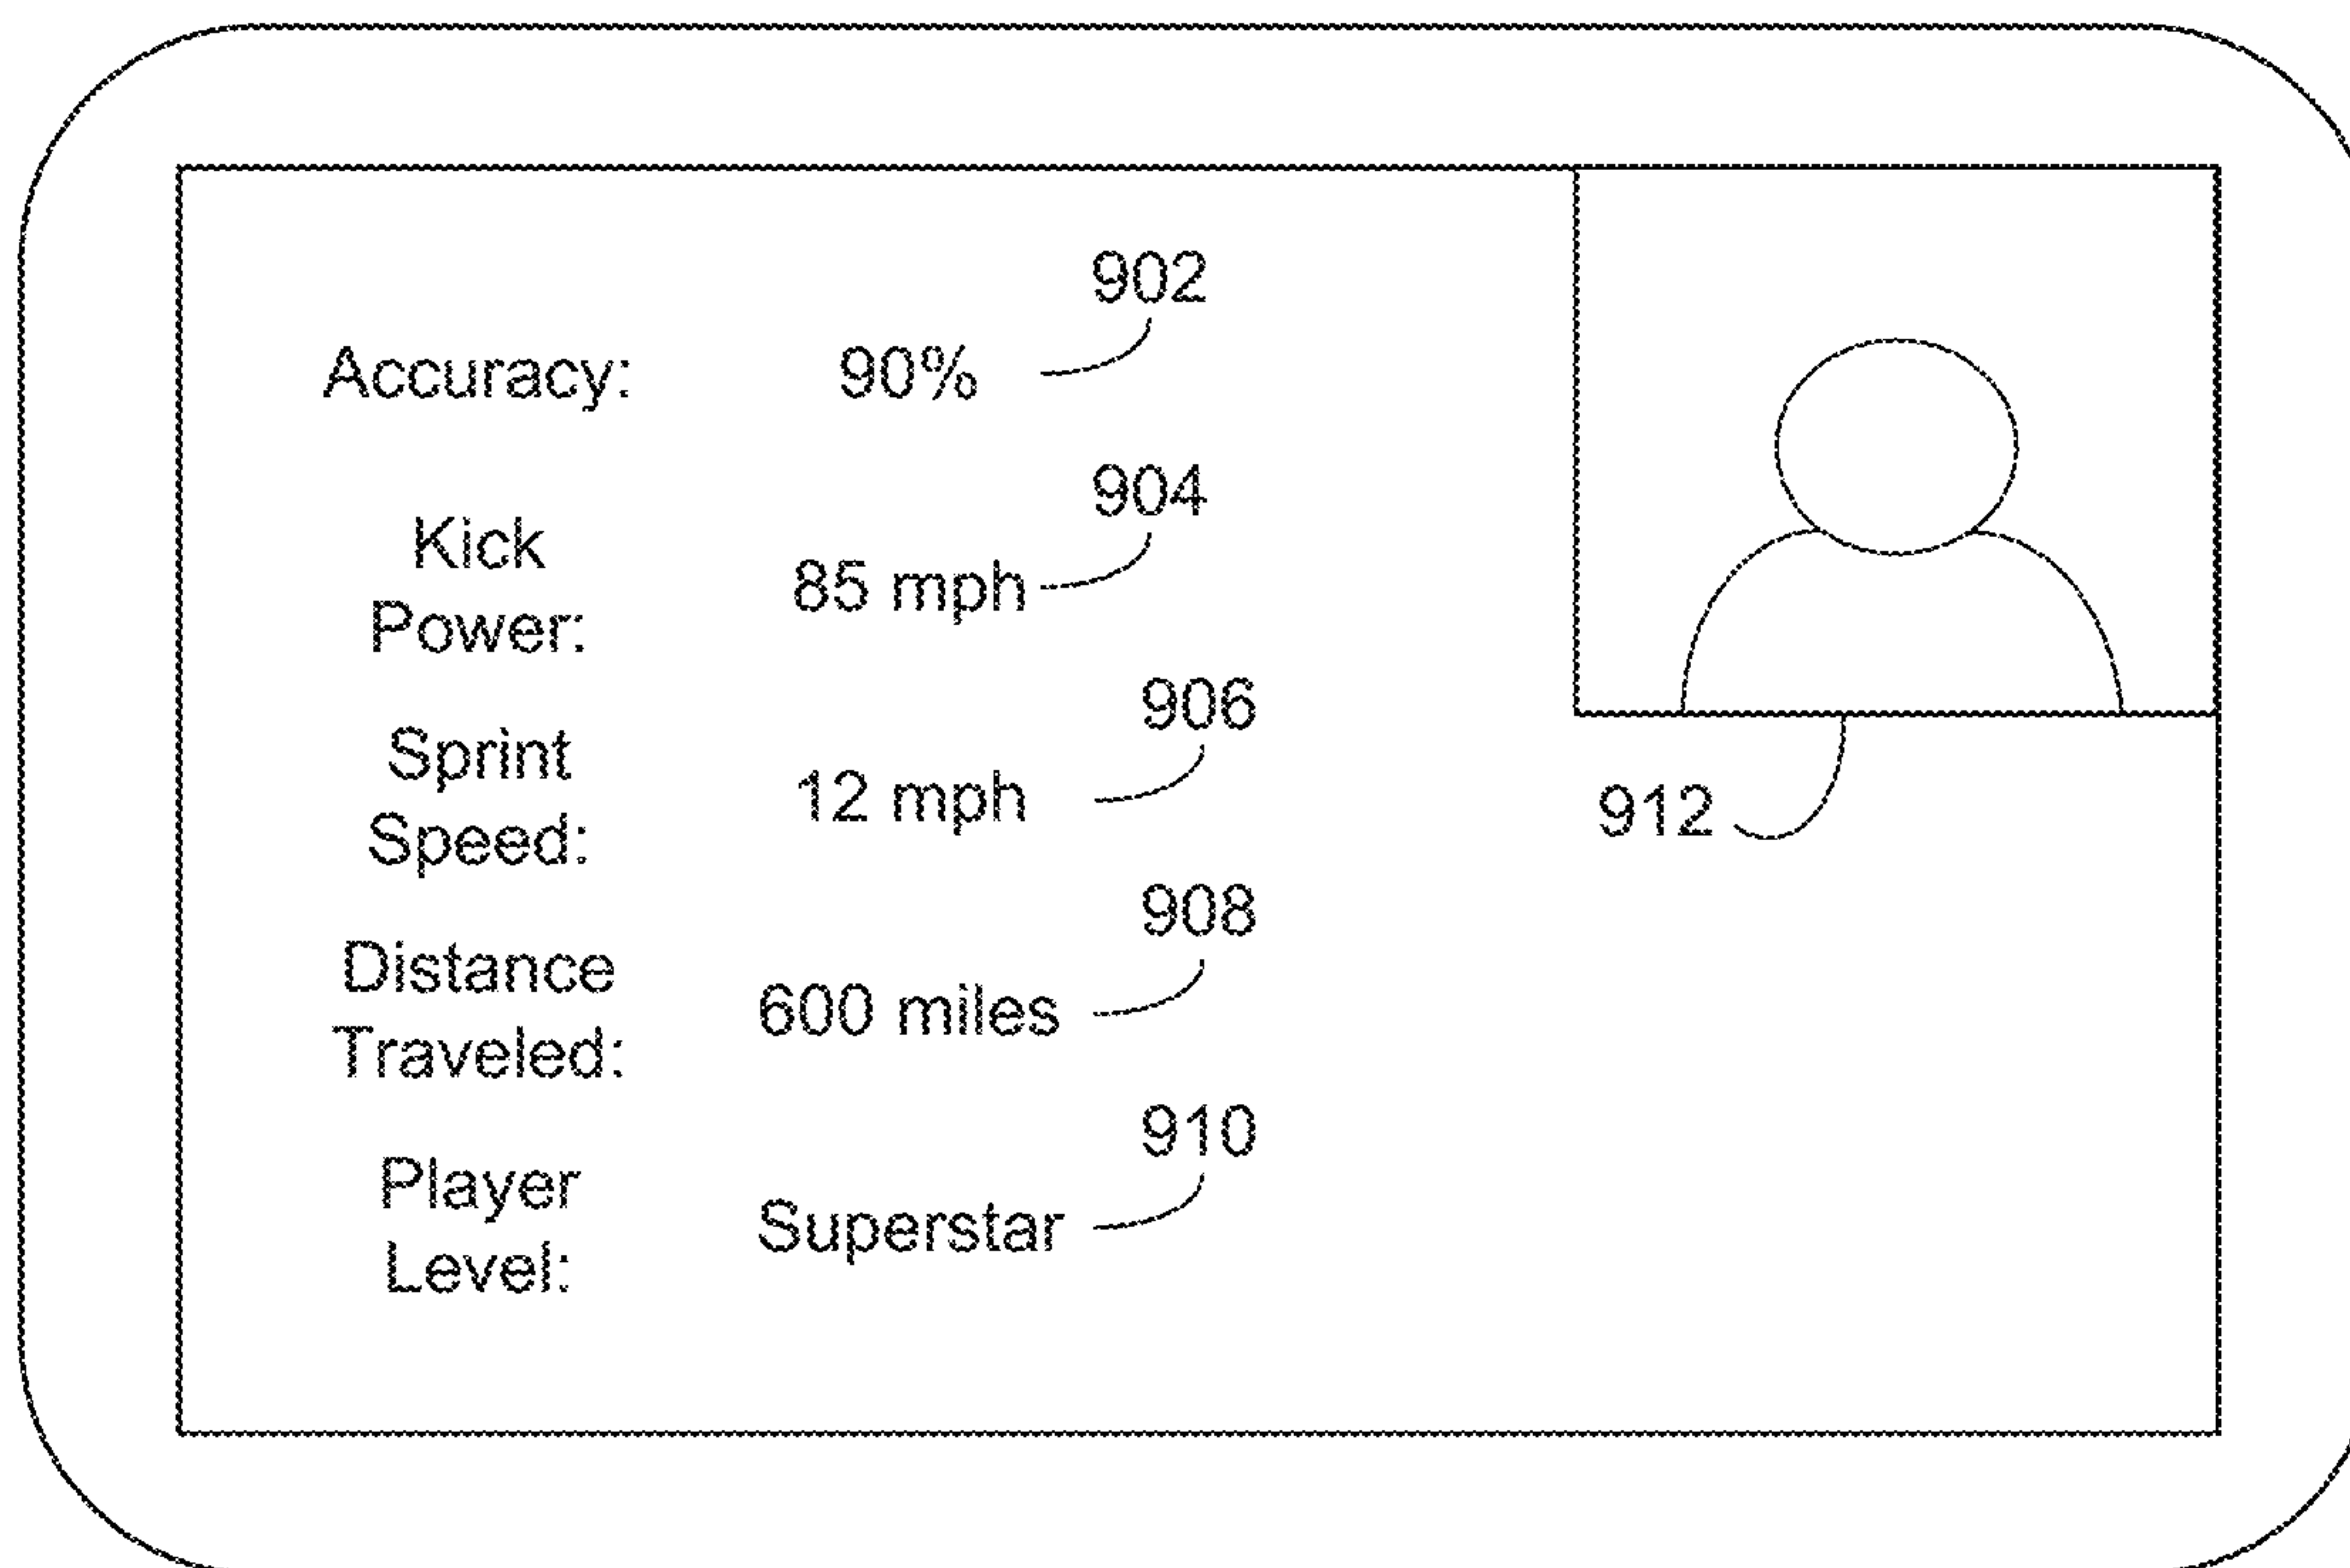 902
Accuracy: 90%
904
Kick
Power:
85 mph
906
Sprint
Speed:
12 mph
912
908
Distance
Traveled:
600 miles
910
Player
Level:
Superstar